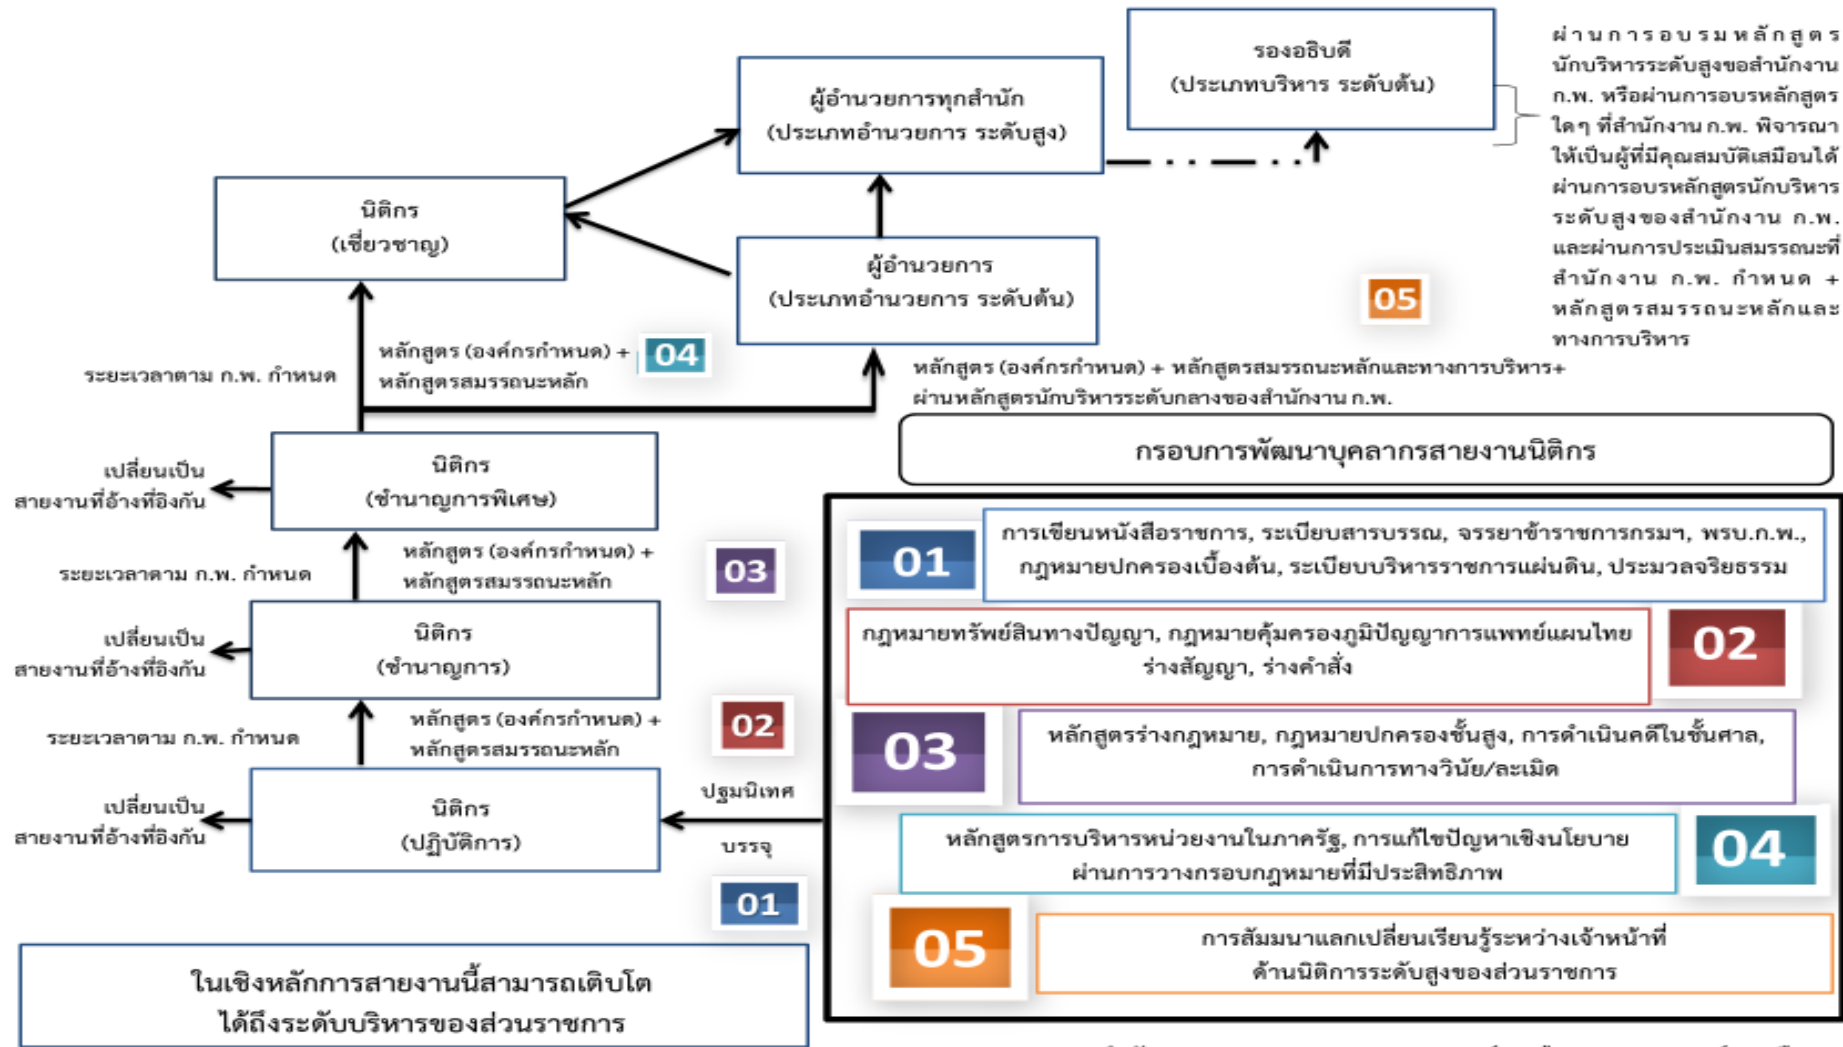 รองอธิบดี
(ประเภทบริหาร ระดับต้น)
ผ่านการอบรมหลักสูตร
นักบริหารระดับสูงขอสำนักงาน
ก.พ. หรือผ่านการอบรหลักสูตร
ใดๆ ที่สำนักงาน ก.พ. พิจารณา
ให้เป็นผู้ที่มีคุณสมบัติเสมือนได้
ผ่านการอบรหลักสูตรนักบริหาร
ระดับสูงของสำนักงาน ก.พ.
และผ่านการประเมินสมรรถนะที่
สำนักงาน ก.พ. กำหนด +
หลักสูตรสมรรถนะหลักและ
ทางการบริหาร
ผู้อำนวยการทุกสำนัก
(ประเภทอำนวยการ ระดับสูง)
นิติกร
(เชี่ยวชาญ)
ผู้อำนวยการ
(ประเภทอำนวยการ ระดับต้น)
05
หลักสูตร (องค์กรกำหนด) +
หลักสูตรสมรรถนะหลัก
04
ระยะเวลาตาม ก.พ. กำหนด
หลักสูตร (องค์กรกำหนด) + หลักสูตรสมรรถนะหลักและทางการบริหาร+
ผ่านหลักสูตรนักบริหารระดับกลางของสำนักงาน ก.พ.
กรอบการพัฒนาบุคลากรสายงานนิติกร
นิติกร
(ชำนาญการพิเศษ)
เปลี่ยนเป็น
สายงานที่อ้างที่อิงกัน
หลักสูตร (องค์กรกำหนด) +
หลักสูตรสมรรถนะหลัก
03
ระยะเวลาตาม ก.พ. กำหนด
นิติกร
(ชำนาญการ)
เปลี่ยนเป็น
สายงานที่อ้างที่อิงกัน
หลักสูตร (องค์กรกำหนด) +
หลักสูตรสมรรถนะหลัก
02
ระยะเวลาตาม ก.พ. กำหนด
นิติกร
(ปฏิบัติการ)
เปลี่ยนเป็น
สายงานที่อ้างที่อิงกัน
ปฐมนิเทศ
บรรจุ
01
01
การเขียนหนังสือราชการ, ระเบียบสารบรรณ, จรรยาข้าราชการกรมฯ, พรบ.ก.พ.,
กฎหมายปกครองเบื้องต้น, ระเบียบบริหารราชการแผ่นดิน, ประมวลจริยธรรม
กฎหมายทรัพย์สินทางปัญญา, กฎหมายคุ้มครองภูมิปัญญาการแพทย์แผนไทย
ร่างสัญญา, ร่างคำสั่ง
02
03
หลักสูตรร่างกฎหมาย, กฎหมายปกครองชั้นสูง, การดำเนินคดีในชั้นศาล,
การดำเนินการทางวินัย/ละเมิด
หลักสูตรการบริหารหน่วยงานในภาครัฐ, การแก้ไขปัญหาเชิงนโยบาย
ผ่านการวางกรอบกฎหมายที่มีประสิทธิภาพ
04
05
การสัมมนาแลกเปลี่ยนเรียนรู้ระหว่างเจ้าหน้าที่
ด้านนิติการระดับสูงของส่วนราชการ
ในเชิงหลักการสายงานนี้สามารถเติบโต
ได้ถึงระดับบริหารของส่วนราชการ